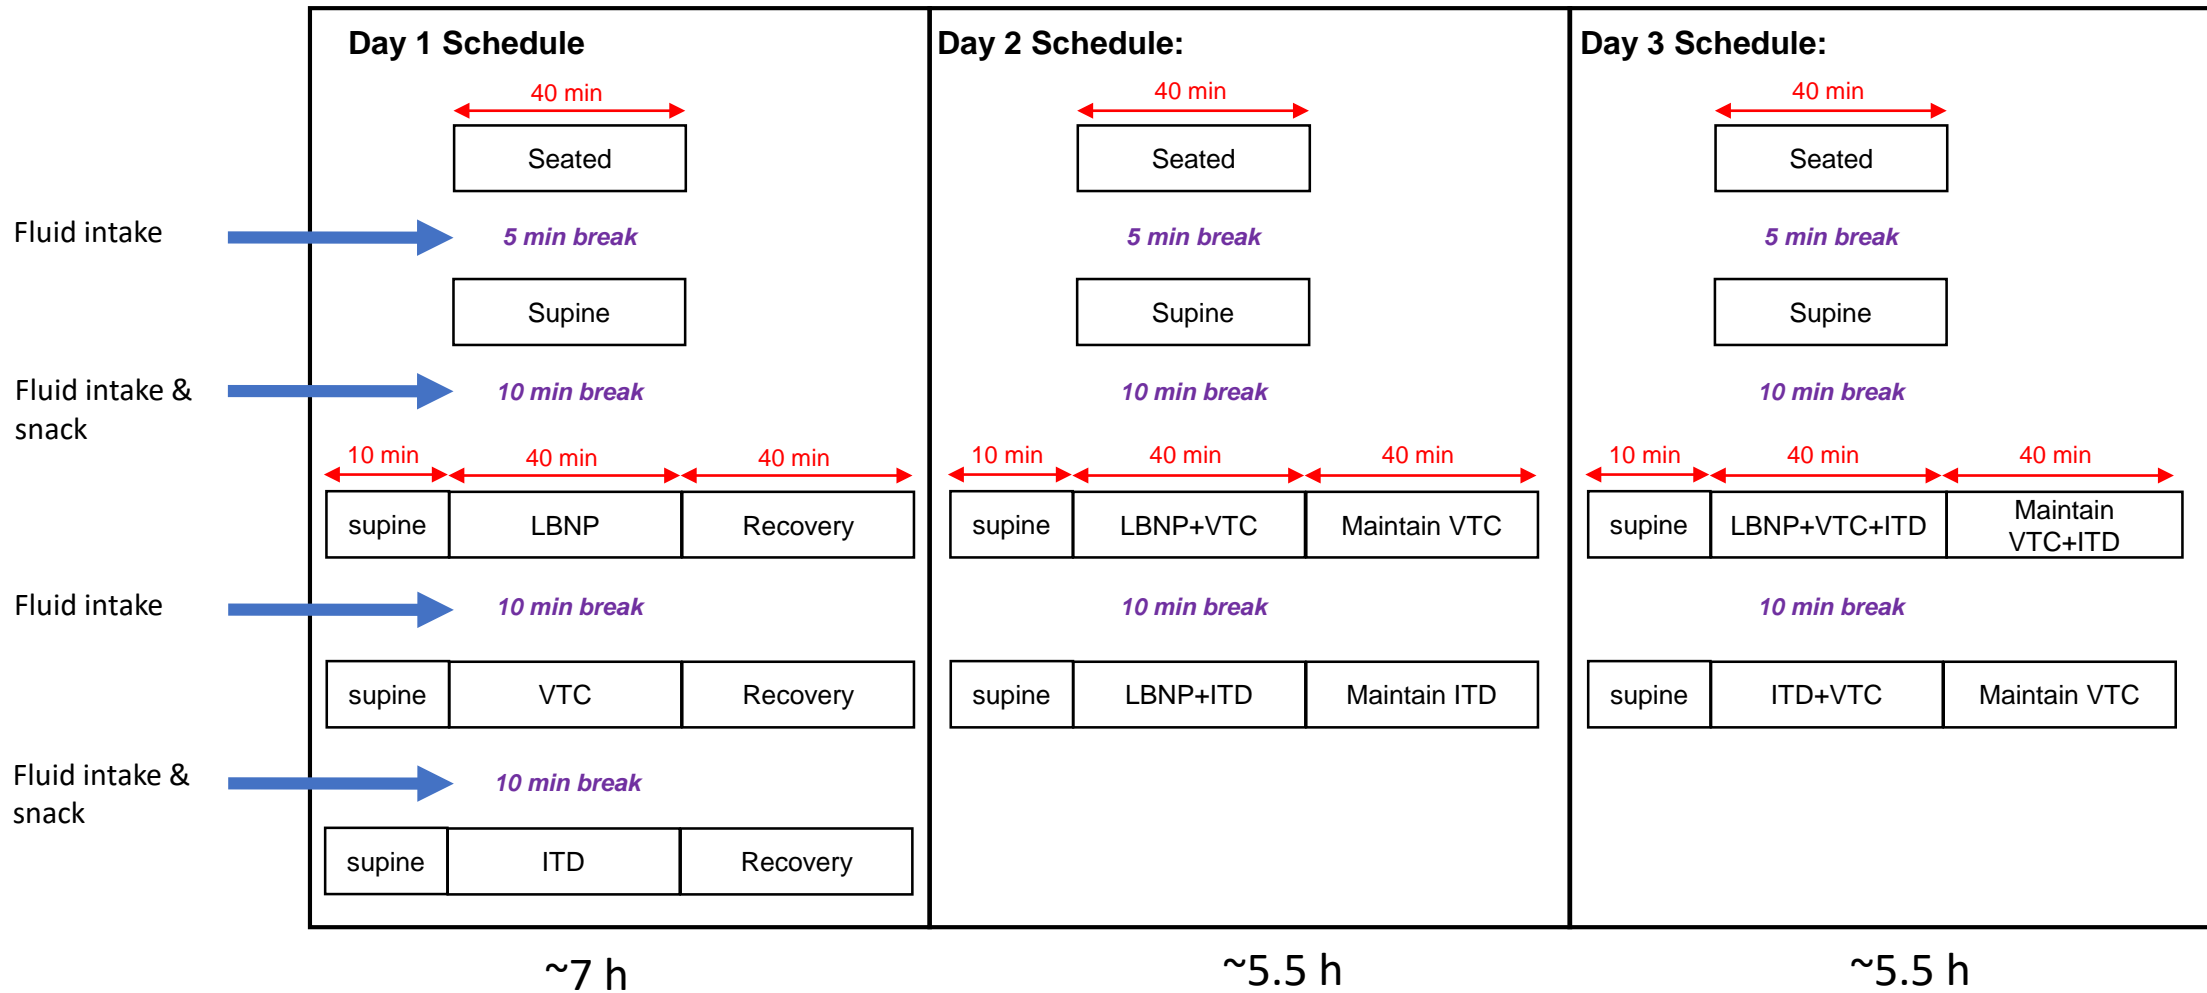 Day 1 Schedule
40 min
Seated
Fluid intake
5 min break
Supine
Fluid intake &
snack
10 min break
10 min
40 min
40 min
supine
LBNP
Recovery
Fluid intake
10 min break
supine
VTC
Recovery
Fluid intake &
snack
10 min break
supine
ITD
Recovery
~7 h
Day 2 Schedule:
40 min
Seated
5 min break
Supine
10 min break
10 min
40 min
40 min
supine
LBNP+VTC
Maintain VTC
10 min break
supine
LBNP+ITD
Maintain ITD
~5.5 h
Day 3 Schedule:
40 min
Seated
5 min break
Supine
10 min break
10 min
40 min
40 min
supine
LBNP+VTC+ITD
Maintain
VTC+ITD
10 min break
supine
ITD+VTC
Maintain VTC
~5.5 h